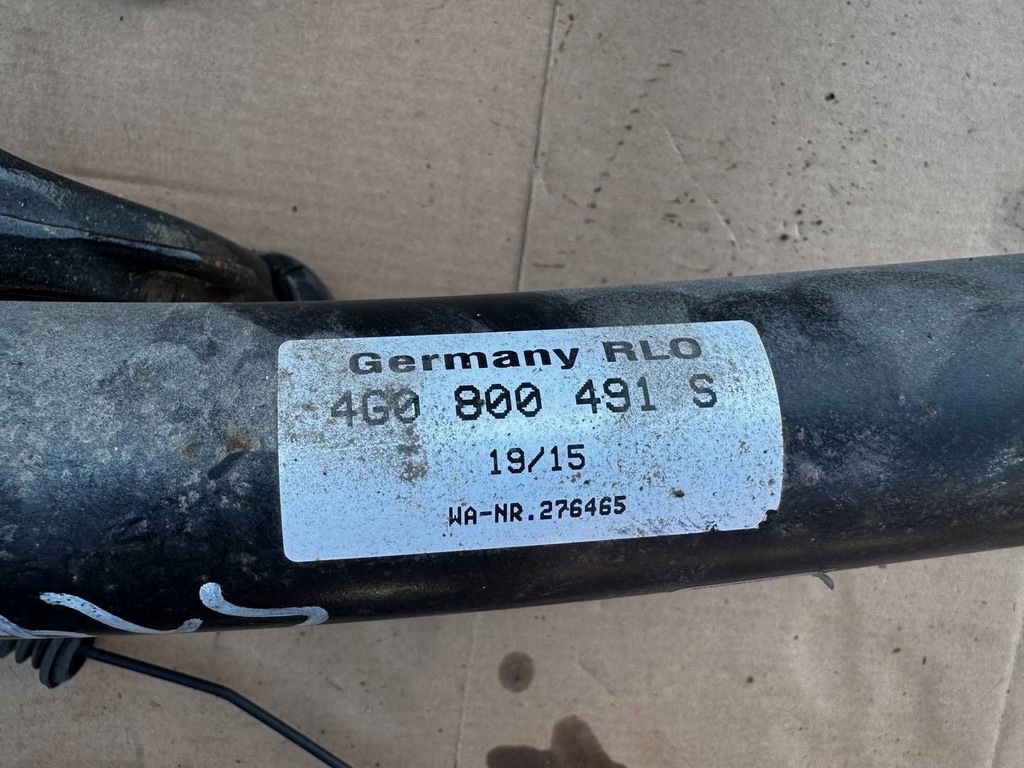 Germany RLO
4G0 800 491 S
19/15
WA-NR.276465